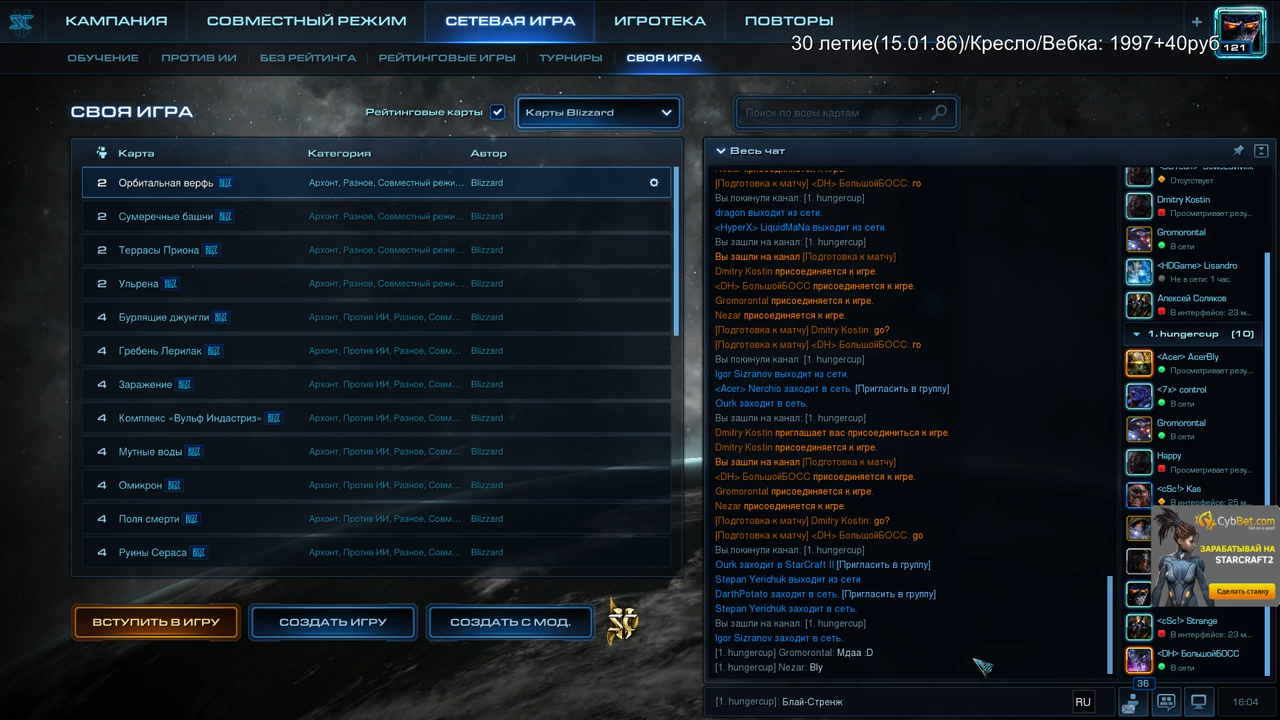 КАМПАНИЯ СОВМЕСТНЫЙ РЕЖИМ СЕТЕВАЯ ИГРА ИГРОТЕКА ПОВТОРЫ
30 летие(15.01.86)/Кресло/Вебка: 1997+40руб
121
ОБУЧЕНИЕ ПРОТИВ ИИ БЕЗ РЕЙТИНГА РЕЙТИНГОВЫЕ ИГРЫ ТУРНИРЫ СВОЯ ИГРА
СВОЯ ИГРА
Рейтинговые карты
Карты Blizzard
Поиск по всем картам
Карта Категория Автор
2 Орбитальная верфь Архонт, Разное, Совместный режи... Blizzard
2 Сумеречные башни Архонт, Разное, Совместный режи... Blizzard
2 Террасы Приона Архонт, Разное, Совместный режи... Blizzard
2 Ульрена Архонт, Разное, Совместный режи... Blizzard
4 Бурлящие джунгли Архонт, Против ИИ, Разное, Совм... Blizzard
4 Гребень Лерилак Архонт, Против ИИ, Разное, Совм... Blizzard
4 Заражение Архонт, Против ИИ, Разное, Совм... Blizzard
4 Комплекс «Вульф Индастриз» Архонт, Против ИИ, Разное, Совм... Blizzard
4 Мутные воды Архонт, Против ИИ, Разное, Совм... Blizzard
4 Омикрон Архонт, Против ИИ, Разное, Совм... Blizzard
4 Поля смерти Архонт, Против ИИ, Разное, Совм... Blizzard
4 Руины Сераса Архонт, Против ИИ, Разное, Совм... Blizzard
ВСТУПИТЬ В ИГРУ СОЗДАТЬ ИГРУ СОЗДАТЬ С МОД.
Весь чат
[Подготовка к матчу] <DH> БольшойБОСС: го
Вы покинули канал: [1. hungercup]
dragon выходит из сети.
<HyperX> LiquidMaNa выходит из сети.
Вы зашли на канал: [1. hungercup]
Вы зашли на канал [Подготовка к матчу]
Dmitry Kostin присоединяется к игре.
<DH> БольшойБОСС присоединяется к игре.
Gromorontal присоединяется к игре.
Nezar присоединяется к игре.
[Подготовка к матчу] Dmitry Kostin: go?
[Подготовка к матчу] <DH> БольшойБОСС: го
Вы покинули канал: [1. hungercup]
Igor Sizranov выходит из сети.
<Acer> Nerchio заходит в сеть. [Пригласить в группу]
Ourk заходит в сеть.
Вы зашли на канал: [1. hungercup]
Dmitry Kostin приглашает вас присоединиться к игре.
Dmitry Kostin присоединяется к игре.
Вы зашли на канал [Подготовка к матчу]
<DH> БольшойБОСС присоединяется к игре.
Gromorontal присоединяется к игре.
Nezar присоединяется к игре.
[Подготовка к матчу] Dmitry Kostin: go?
[Подготовка к матчу] <DH> БольшойБОСС: go
Вы покинули канал: [1. hungercup]
Ourk заходит в StarCraft II [Пригласить в группу]
Stepan Yerichuk выходит из сети.
DarthPotato заходит в сеть. [Пригласить в группу]
Stepan Yerichuk заходит в сеть.
Вы зашли на канал: [1. hungercup]
Igor Sizranov заходит в сеть.
[1. hungercup] Gromorontal: Мдаа :D
[1. hungercup] Nezar: Bly
[1. hungercup]: Блай-Стренж
RU
Отсутствует
Dmitry Kostin
Просматривает резу...
Gromorontal
В сети
<HDGame> Lisandro
Не в сети: 1 час.
Алексей Соляков
В интерфейсе: 23 м...
1. hungercup (10)
<Acer> AcerBly
Просматривает резу...
<7x> control
В сети
Gromorontal
В сети
Happy
Просматривает резу...
<cSc!> Kas
В интерфейсе: 25 м...
CybBet.com
ЗАРАБАТЫВАЙ НА
STARCRAFT2
Сделать ставку
<cSc!> Strange
В интерфейсе: 23 м...
<DH> БольшойБОСС
В сети
36
16:04